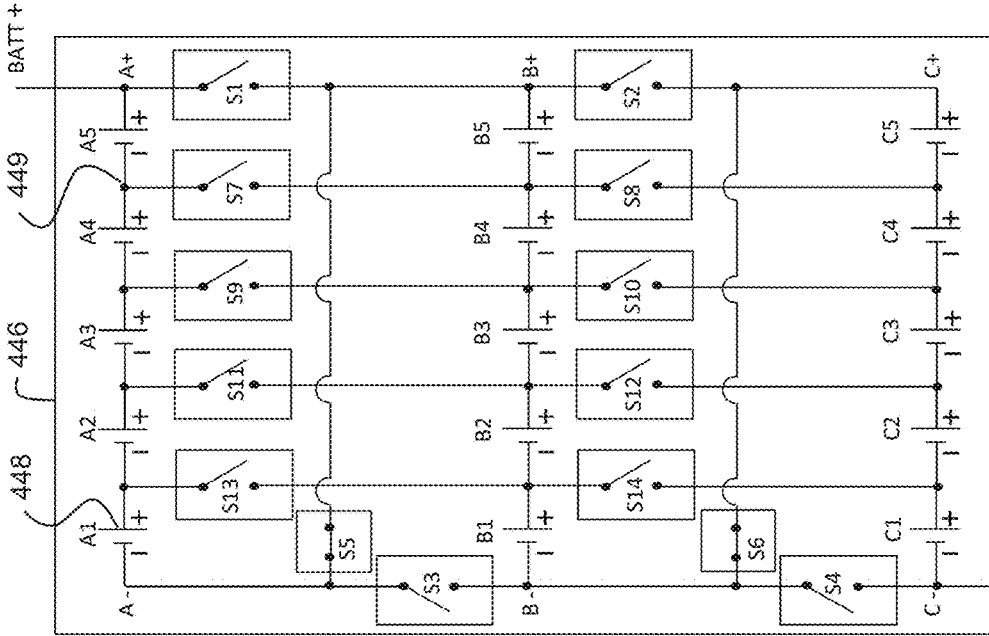 BATT +
449
446
448
A+
A5
A4
A3
A2
A1
A -
+ -
+ -
+ -
+ -
+ -
S1
S7
S9
S11
S13
S5
S3
B+
B5
B4
B3
B2
B1
B -
+ -
+ -
+ -
+ -
+ -
S2
S8
S10
S12
S14
S6
S4
C+
C5
C4
C3
C2
C1
C -
+ -
+ -
+ -
+ -
+ -